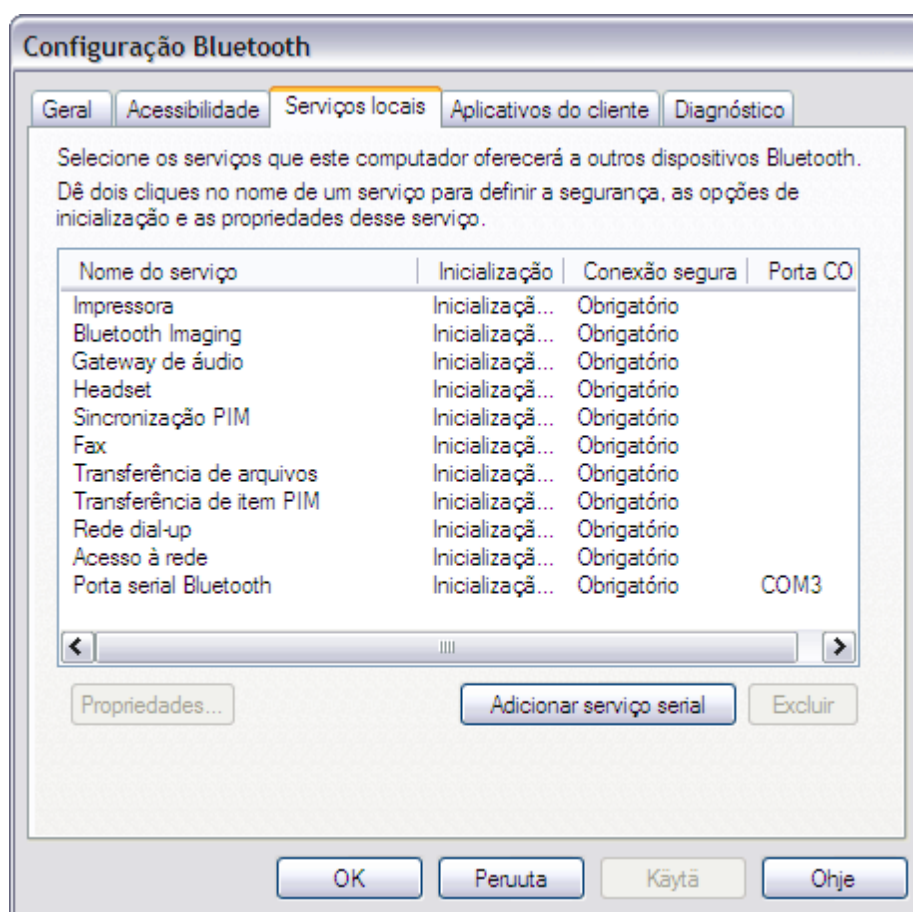 Configuração Bluetooth
Geral Acessibilidade Serviços locais Aplicativos do cliente Diagnóstico
Selecione os serviços que este computador oferecerá a outros dispositivos Bluetooth.
Dê dois cliques no nome de um serviço para definir a segurança, as opções de
inicialização e as propriedades desse serviço.
Nome do serviço Inicialização Conexão segura Porta CO
Impressora Inicializaçã... Obrigatório
Bluetooth Imaging Inicializaçã... Obrigatório
Gateway de áudio Inicializaçã... Obrigatório
Headset Inicializaçã... Obrigatório
Sincronização PIM Inicializaçã... Obrigatório
Fax Inicializaçã... Obrigatório
Transferência de arquivos Inicializaçã... Obrigatório
Transferência de item PIM Inicializaçã... Obrigatório
Rede dial-up Inicializaçã... Obrigatório
Acesso à rede Inicializaçã... Obrigatório
Porta serial Bluetooth Inicializaçã... Obrigatório COM3
Propriedades... Adicionar serviço serial Excluir
OK Peruuta Käytä Ohje